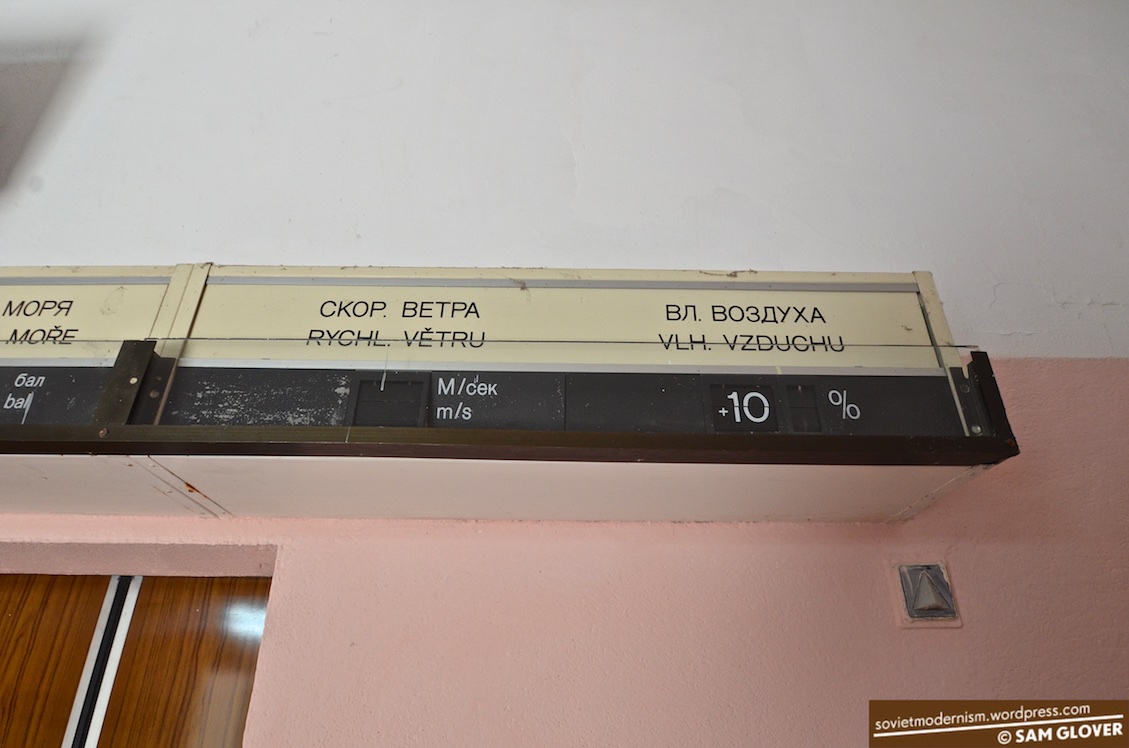 МОРЯ
MOŘE
бал
bal
СКОР. ВЕТРА
RYCHL. VĚTRU
М/сек
m/s
ВЛ. ВОЗДУХА
VLH. VZDUCHU
+10 %
sovietmodernism.wordpress.com
© SAM GLOVER